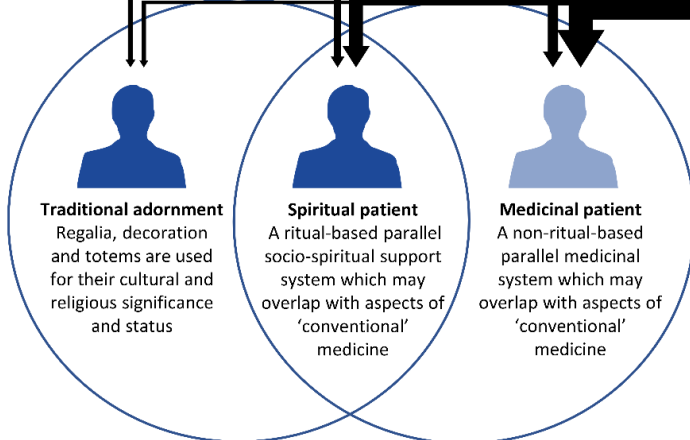 Traditional adornment
Regalia, decoration
and totems are used
for their cultural and
religious significance
and status
Spiritual patient
A ritual-based parallel
socio-spiritual support
system which may
overlap with aspects of
‘conventional’
medicine
Medicinal patient
A non-ritual-based
parallel medicinal
system which may
overlap with aspects of
‘conventional’
medicine